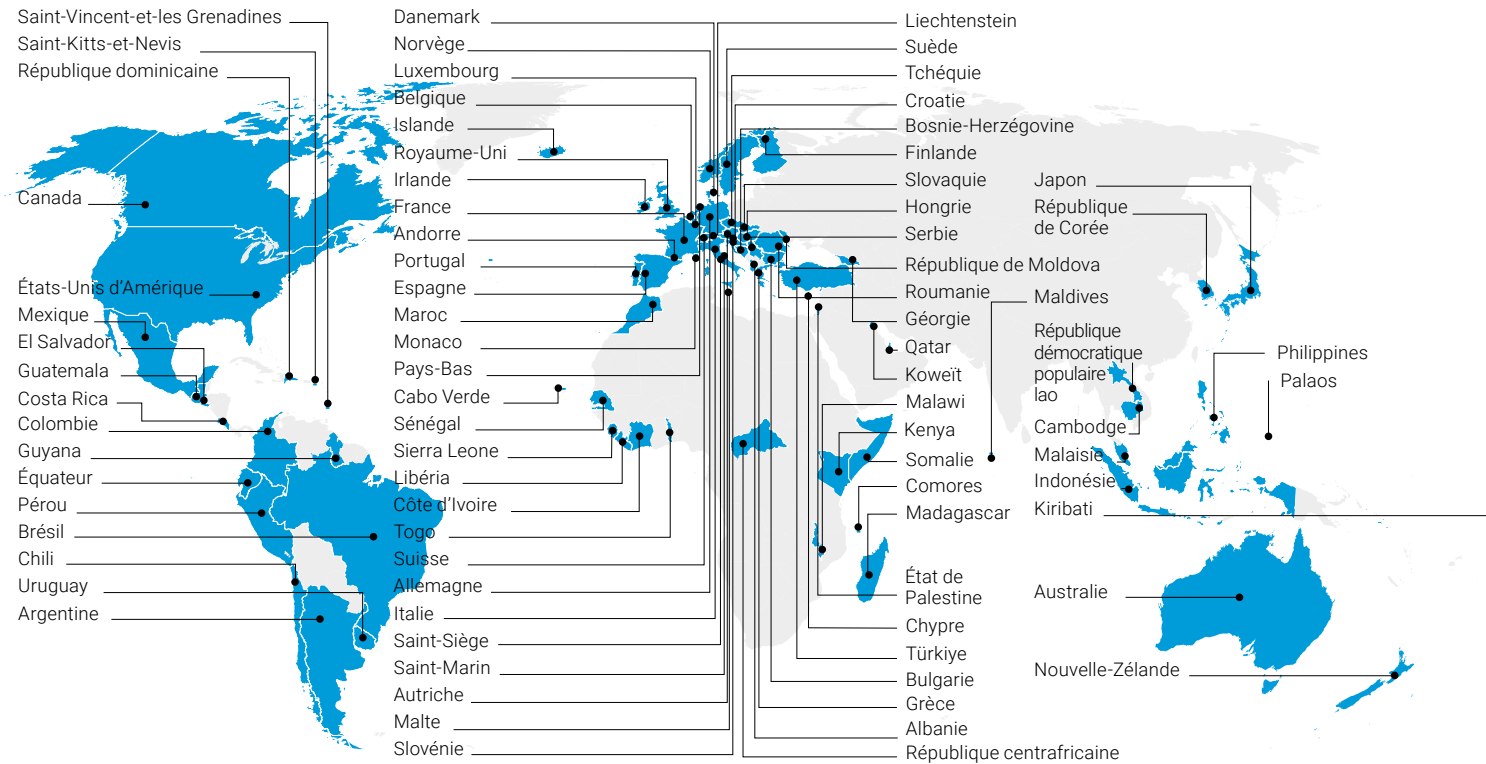 Saint-Vincent-et-les Grenadines
Saint-Kitts-et-Nevis
République dominicaine
Canada
États-Unis d'Amérique
Mexique
El Salvador
Guatemala
Costa Rica
Colombie
Guyana
Équateur
Pérou
Brésil
Chili
Uruguay
Argentine
Danemark
Norvège
Luxembourg
Belgique
Islande
Royaume-Uni
Irlande
France
Andorre
Portugal
Espagne
Maroc
Monaco
Pays-Bas
Cabo Verde
Sénégal
Sierra Leone
Libéria
Côte d'Ivoire
Togo
Suisse
Allemagne
Italie
Saint-Siège
Saint-Marin
Autriche
Malte
Slovénie
Liechtenstein
Suède
Tchéquie
Croatie
Bosnie-Herzégovine
Finlande
Slovaquie
Hongrie
Serbie
République de Moldova
Roumanie
Géorgie
Qatar
Koweït
Malawi
Kenya
Somalie
Comores
Madagascar
État de
Palestine
Chypre
Türkiye
Bulgarie
Grèce
Albanie
République centrafricaine
Japon
République
de Corée
Maldives
République
démocratique
populaire
lao
Cambodge
Malaisie
Indonésie
Kiribati
Philippines
Palaos
Australie
Nouvelle-Zélande